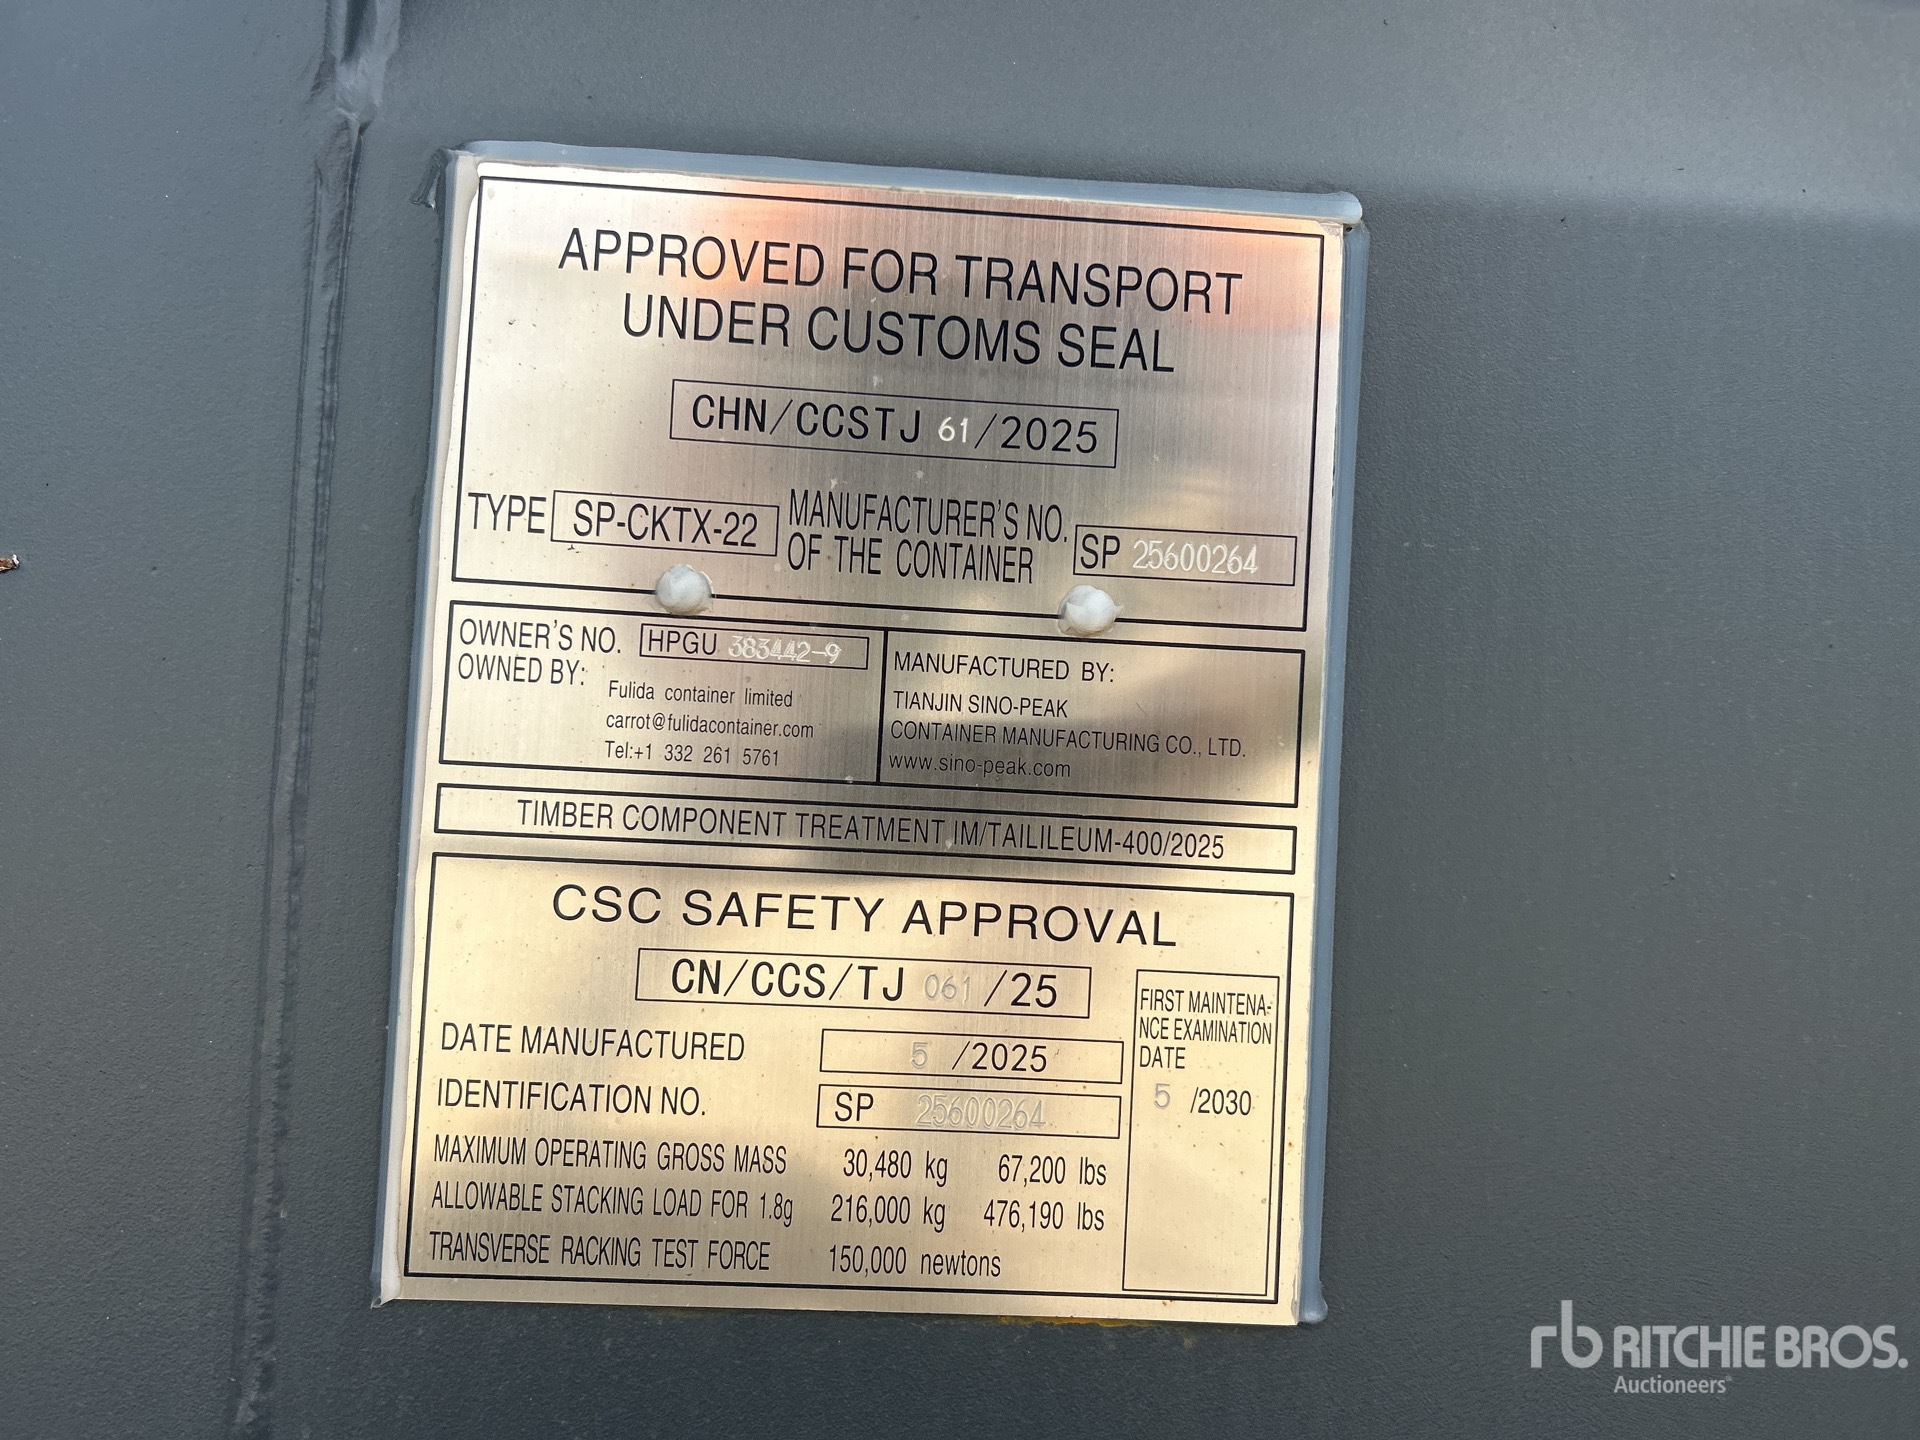 APPROVED FOR TRANSPORT
UNDER CUSTOMS SEAL
CHN/CCSTJ 61/2025
TYPE SP-CKTX-22 MANUFACTURER'S NO. OF THE CONTAINER SP 25600264
OWNER'S NO. HPGU 383442-9
OWNED BY:
Fulida container limited
carrot@fulidacontainer.com
Tel:+1 332 261 5761
MANUFACTURED BY:
TIANJIN SINO-PEAK
CONTAINER MANUFACTURING CO., LTD.
www.sino-peak.com
TIMBER COMPONENT TREATMENT IM/TAILILEUM-400/2025
CSC SAFETY APPROVAL
CN/CCS/TJ 061 /25
DATE MANUFACTURED 5 /2025
IDENTIFICATION NO. SP 25600264
MAXIMUM OPERATING GROSS MASS 30,480 kg 67,200 lbs
ALLOWABLE STACKING LOAD FOR 1.8g 216,000 kg 476,190 lbs
TRANSVERSE RACKING TEST FORCE 150,000 newtons
FIRST MAINTENA-
NCE EXAMINATION
DATE
5 /2030
rb RITCHIE BROS.
Auctioneers